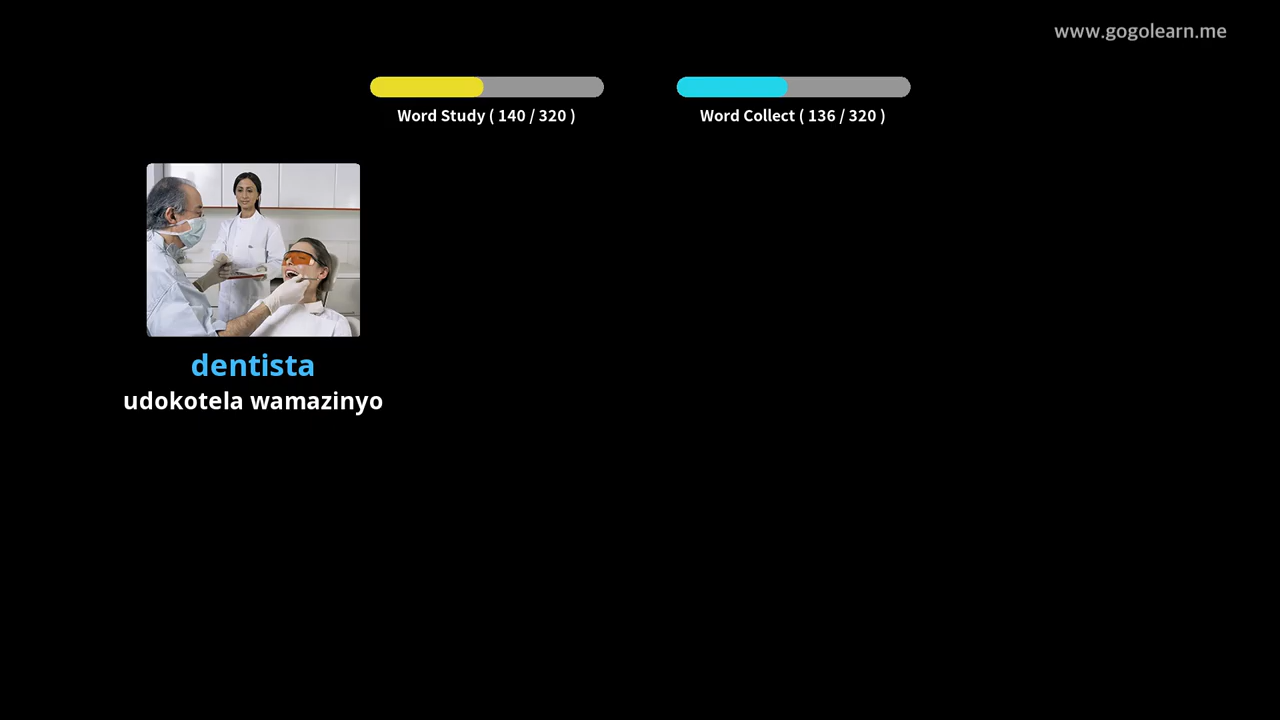 www.gogolearn.me
Word Study ( 140 / 320 )
Word Collect ( 136 / 320 )
dentista
udokotela wamazinyo